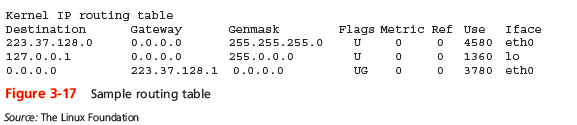 Kernel IP routing table
Destination Gateway Genmask Flags Metric Ref Use Iface
223.37.128.0 0.0.0.0 255.255.255.0 U 0 0 4580 eth0
127.0.0.1 0.0.0.0 255.0.0.0 U 0 0 1360 lo
0.0.0.0 223.37.128.1 0.0.0.0 UG 0 0 3780 eth0
Figure 3-17 Sample routing table
Source: The Linux Foundation